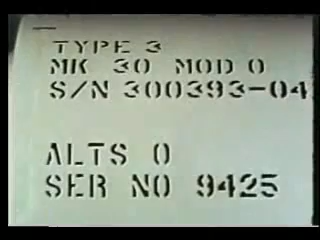 TYPE 3
MK 30 MOD 0
S/N 300393-04
ALTS 0
SER NO 9425